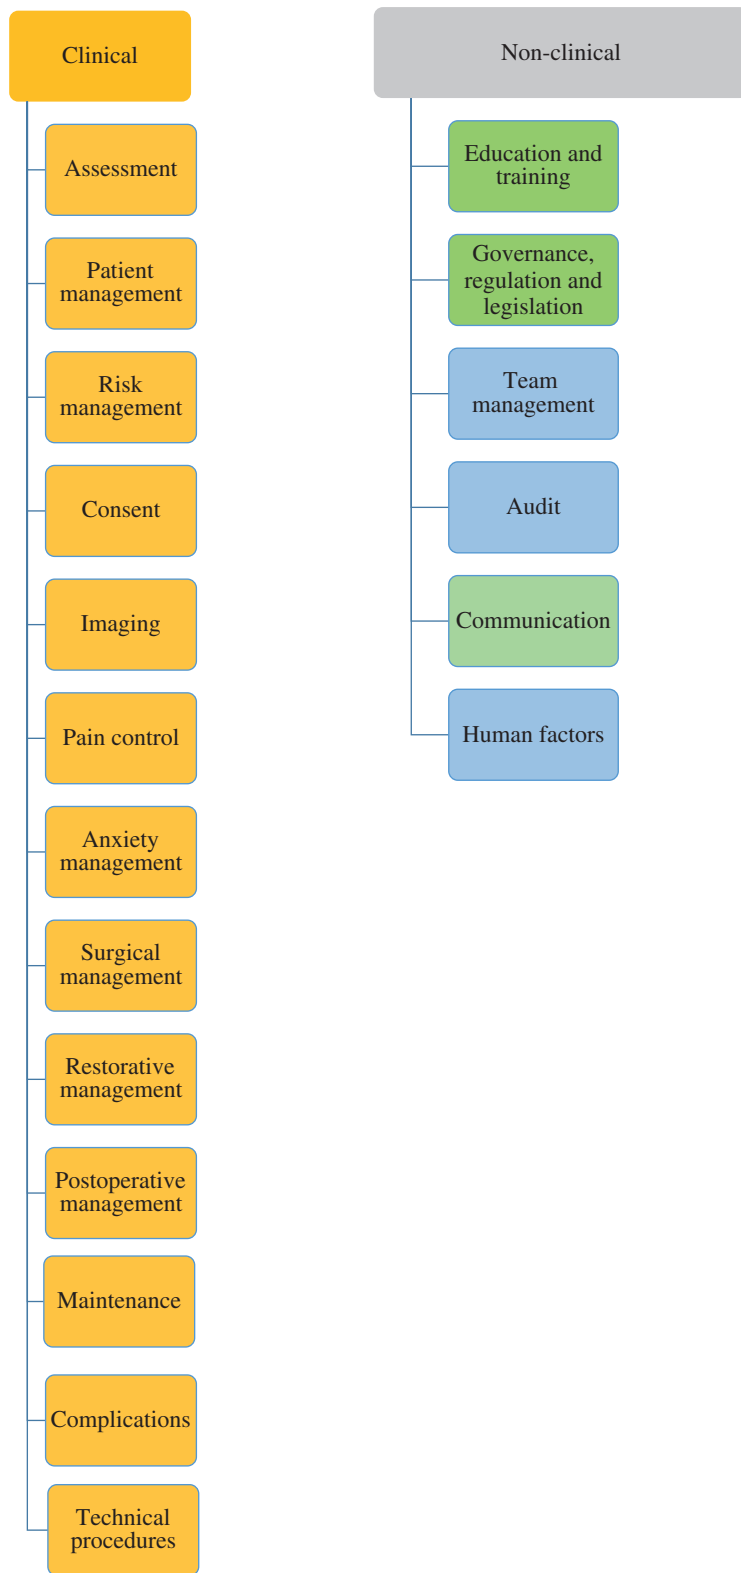 Clinical
Assessment
Patient
management
Risk
management
Consent
Imaging
Pain control
Anxiety
management
Surgical
management
Restorative
management
Postoperative
management
Maintenance
Complications
Technical
procedures
Non-clinical
Education and
training
Governance,
regulation and
legislation
Team
management
Audit
Communication
Human factors